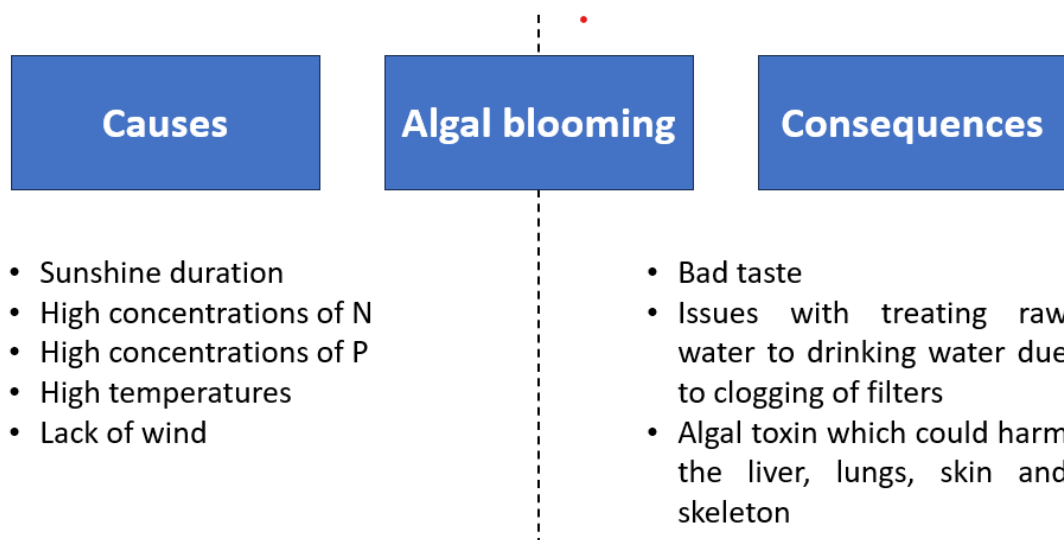 Causes
Algal blooming
Consequences
• Sunshine duration
• High concentrations of N
• High concentrations of P
• High temperatures
• Lack of wind
• Bad taste
• Issues with treating raw
water to drinking water due
to clogging of filters
• Algal toxin which could harm
the liver, lungs, skin and
skeleton